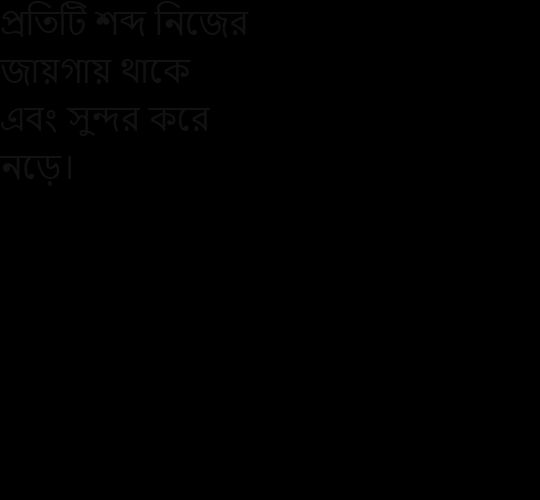 প্রতিটি শব্দ নিজের
জায়গায় থাকে
এবং সুন্দর করে
নড়ে।